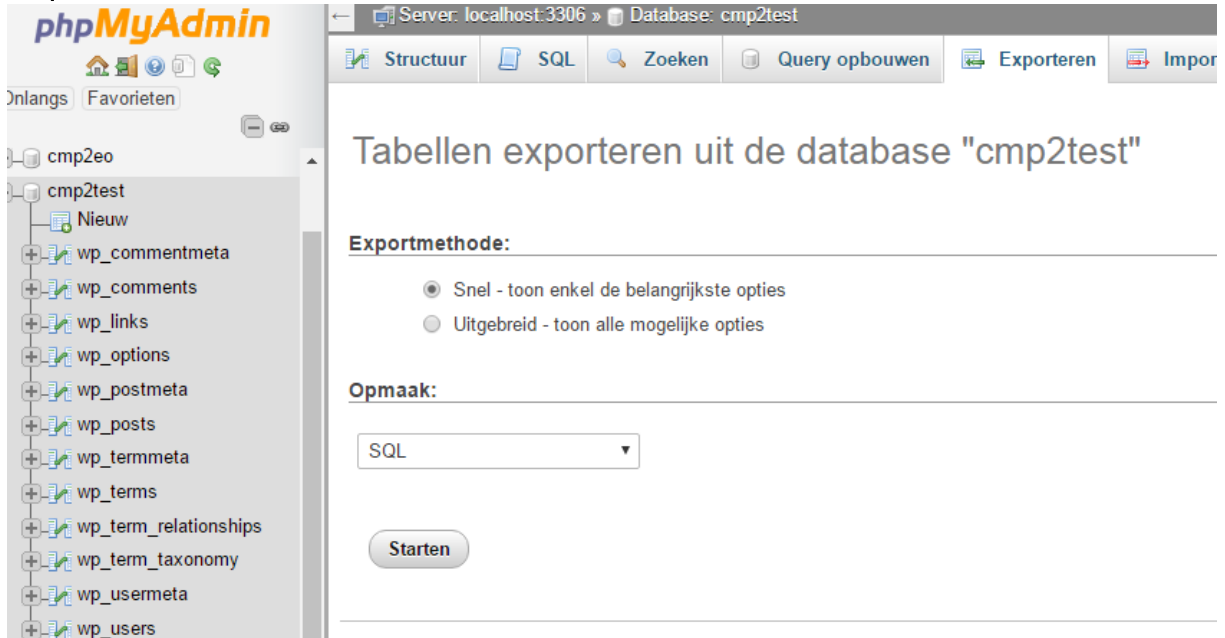 phpMyAdmin
Onlangs Favorieten
cmp2eo
cmp2test
Nieuw
wp_commentmeta
wp_comments
wp_links
wp_options
wp_postmeta
wp_posts
wp_termmeta
wp_terms
wp_term_relationships
wp_term_taxonomy
wp_usermeta
wp_users
Server: localhost:3306 » Database: cmp2test
Structuur SQL Zoeken Query opbouwen Exporteren Impor
Tabellen exporteren uit de database "cmp2test"
Exportmethode:
Snel - toon enkel de belangrijkste opties
Uitgebreid - toon alle mogelijke opties
Opmaak:
SQL
Starten